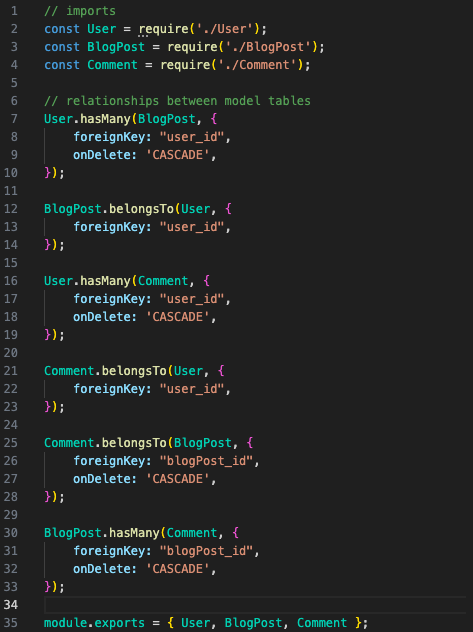 1 // imports
2 const User = require('./User');
3 const BlogPost = require('./BlogPost');
4 const Comment = require('./Comment');
5
6 // relationships between model tables
7 User.hasMany(BlogPost, {
8     foreignKey: "user_id",
9     onDelete: 'CASCADE',
10 });
11
12 BlogPost.belongsTo(User, {
13     foreignKey: "user_id",
14 });
15
16 User.hasMany(Comment, {
17     foreignKey: "user_id",
18     onDelete: 'CASCADE',
19 });
20
21 Comment.belongsTo(User, {
22     foreignKey: "user_id",
23 });
24
25 Comment.belongsTo(BlogPost, {
26     foreignKey: "blogPost_id",
27     onDelete: 'CASCADE',
28 });
29
30 BlogPost.hasMany(Comment, {
31     foreignKey: "blogPost_id",
32     onDelete: 'CASCADE',
33 });
34
35 module.exports = { User, BlogPost, Comment };